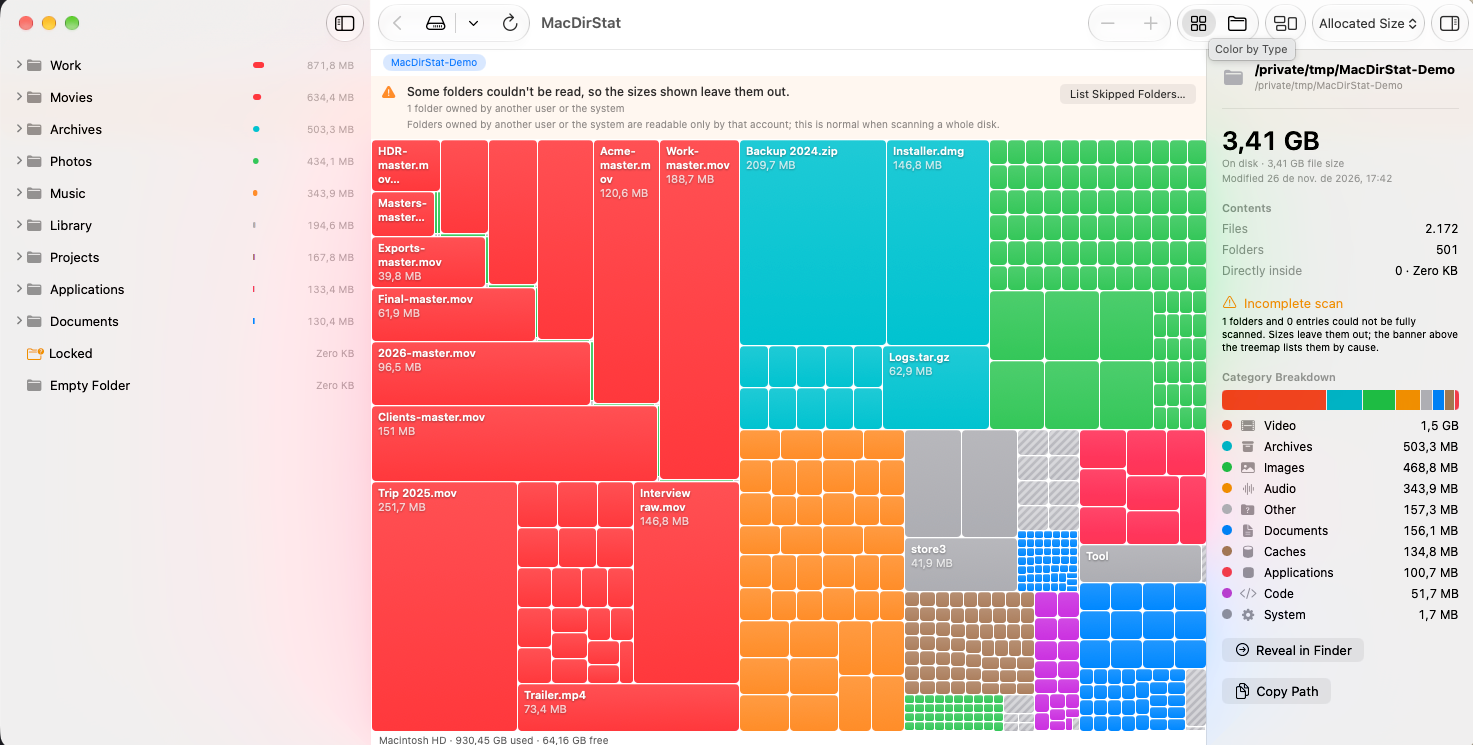 MacDirStat
Allocated Size
Color by Type
Work 871,8 MB
Movies 634,4 MB
Archives 503,3 MB
Photos 434,1 MB
Music 343,9 MB
Library 194,6 MB
Projects 167,8 MB
Applications 133,4 MB
Documents 130,4 MB
Locked Zero KB
Empty Folder Zero KB
MacDirStat-Demo
Some folders couldn't be read, so the sizes shown leave them out.
1 folder owned by another user or the system
Folders owned by another user or the system are readable only by that account; this is normal when scanning a whole disk.
List Skipped Folders...
HDR-
master.m
ov...
Masters-
master...
Exports-
master.mov
39,8 MB
Final-master.mov
61,9 MB
2026-master.mov
96,5 MB
Clients-master.mov
151 MB
Acme-
master.m
ov
120,6 MB
Work-
master.mov
188,7 MB
Trip 2025.mov
251,7 MB
Interview
raw.mov
146,8 MB
Trailer.mp4
73,4 MB
Backup 2024.zip
209,7 MB
Installer.dmg
146,8 MB
Logs.tar.gz
62,9 MB
store3
41,9 MB
Tool
Macintosh HD · 930,45 GB used · 64,16 GB free
/private/tmp/MacDirStat-Demo
/private/tmp/MacDirStat-Demo
3,41 GB
On disk · 3,41 GB file size
Modified 26 de nov. de 2026, 17:42
Contents
Files 2.172
Folders 501
Directly inside 0 · Zero KB
Incomplete scan
1 folders and 0 entries could not be fully
scanned. Sizes leave them out; the banner above
the treemap lists them by cause.
Category Breakdown
Video 1,5 GB
Archives 503,3 MB
Images 468,8 MB
Audio 343,9 MB
Other 157,3 MB
Documents 156,1 MB
Caches 134,8 MB
Applications 100,7 MB
Code 51,7 MB
System 1,7 MB
Reveal in Finder
Copy Path